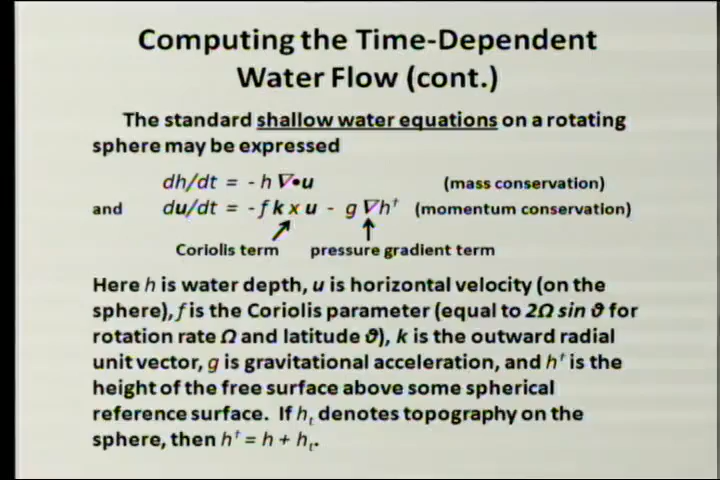 Computing the Time-Dependent
Water Flow (cont.)
The standard shallow water equations on a rotating
sphere may be expressed
dh/dt = - h ∇•u (mass conservation)
and du/dt = - f k x u - g ∇h† (momentum conservation)
Coriolis term pressure gradient term
Here h is water depth, u is horizontal velocity (on the
sphere), f is the Coriolis parameter (equal to 2Ω sin ϑ for
rotation rate Ω and latitude ϑ), k is the outward radial
unit vector, g is gravitational acceleration, and h† is the
height of the free surface above some spherical
reference surface. If hₜ denotes topography on the
sphere, then h† = h + hₜ.